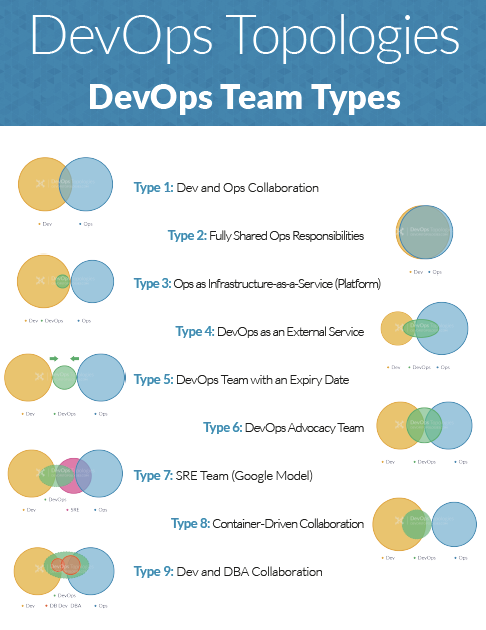 DevOps Topologies
DevOps Team Types
Type 1: Dev and Ops Collaboration
Dev Ops
Type 2: Fully Shared Ops Responsibilities
Dev Ops
Type 3: Ops as Infrastructure-as-a-Service (Platform)
Dev DevOps Ops
Type 4: DevOps as an External Service
Dev DevOps Ops
Type 5: DevOps Team with an Expiry Date
Dev DevOps Ops
Type 6: DevOps Advocacy Team
Dev DevOps Ops
Type 7: SRE Team (Google Model)
DevOps
Dev SRE Ops
Type 8: Container-Driven Collaboration
Dev DevOps Ops
Type 9: Dev and DBA Collaboration
DevOps
Dev DB Dev DBA Ops